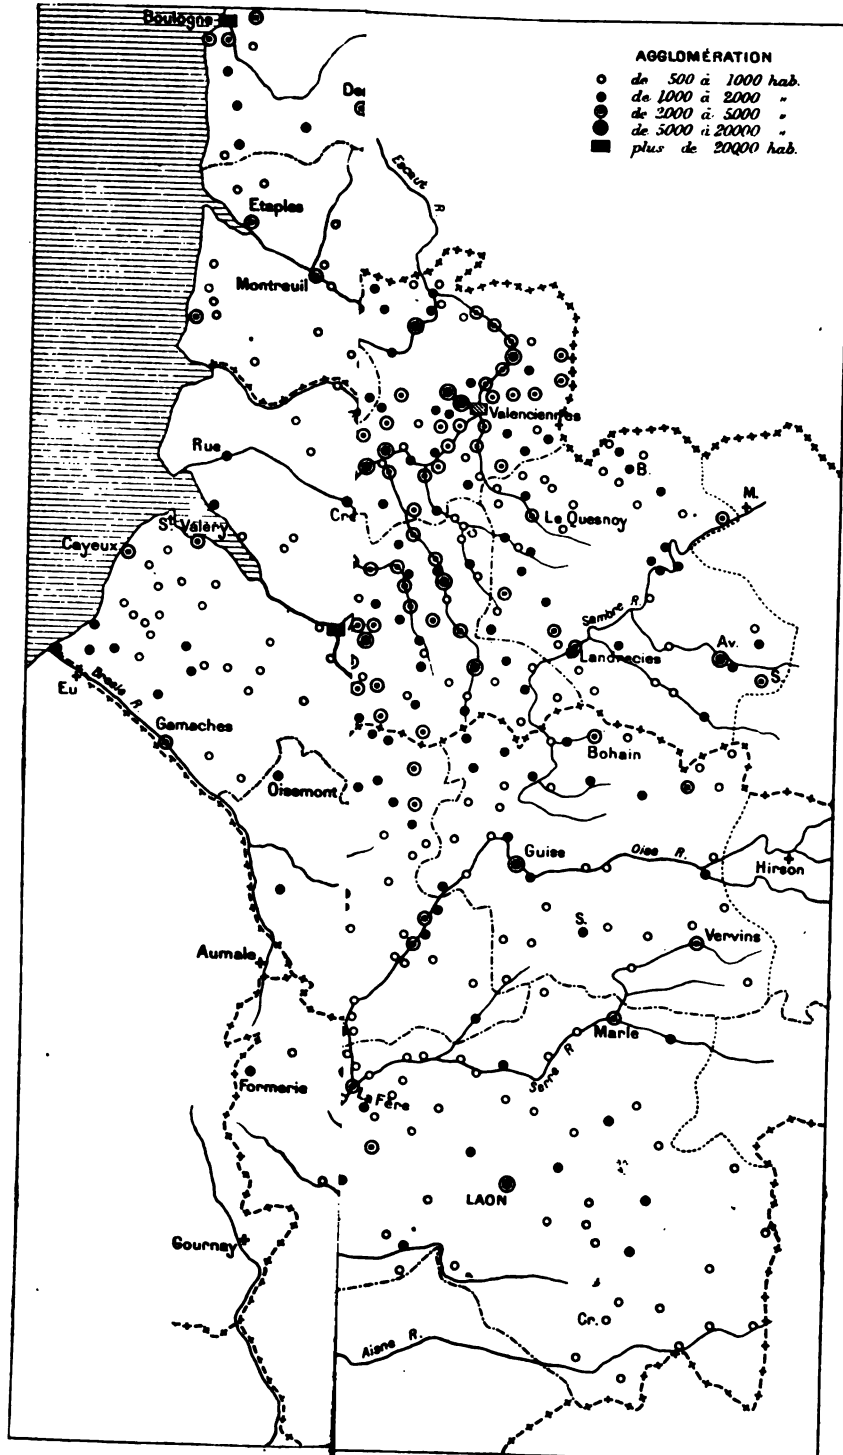 Boulogne
AGGLOMÉRATION
de 500 à 1000 hab.
de 1000 à 2000 "
de 2000 à 5000 "
de 5000 à 20000 "
plus de 20000 hab.
De
Escaut R.
Etaples
Montreuil
Valenciennes
Rue
B.
M.
Cre
St Valéry
Le Quesnoy
Cayeux
Sambre R.
Av.
Landrecies
S.
Eu
Bresle R.
Gamaches
Bohain
Oisemont
Guise
Oise R.
Hirson
S.
Vervins
Aumale
Marle
Serre R
Formerie
La Fère
LAON
Gournay
Cr.
Aisne R.